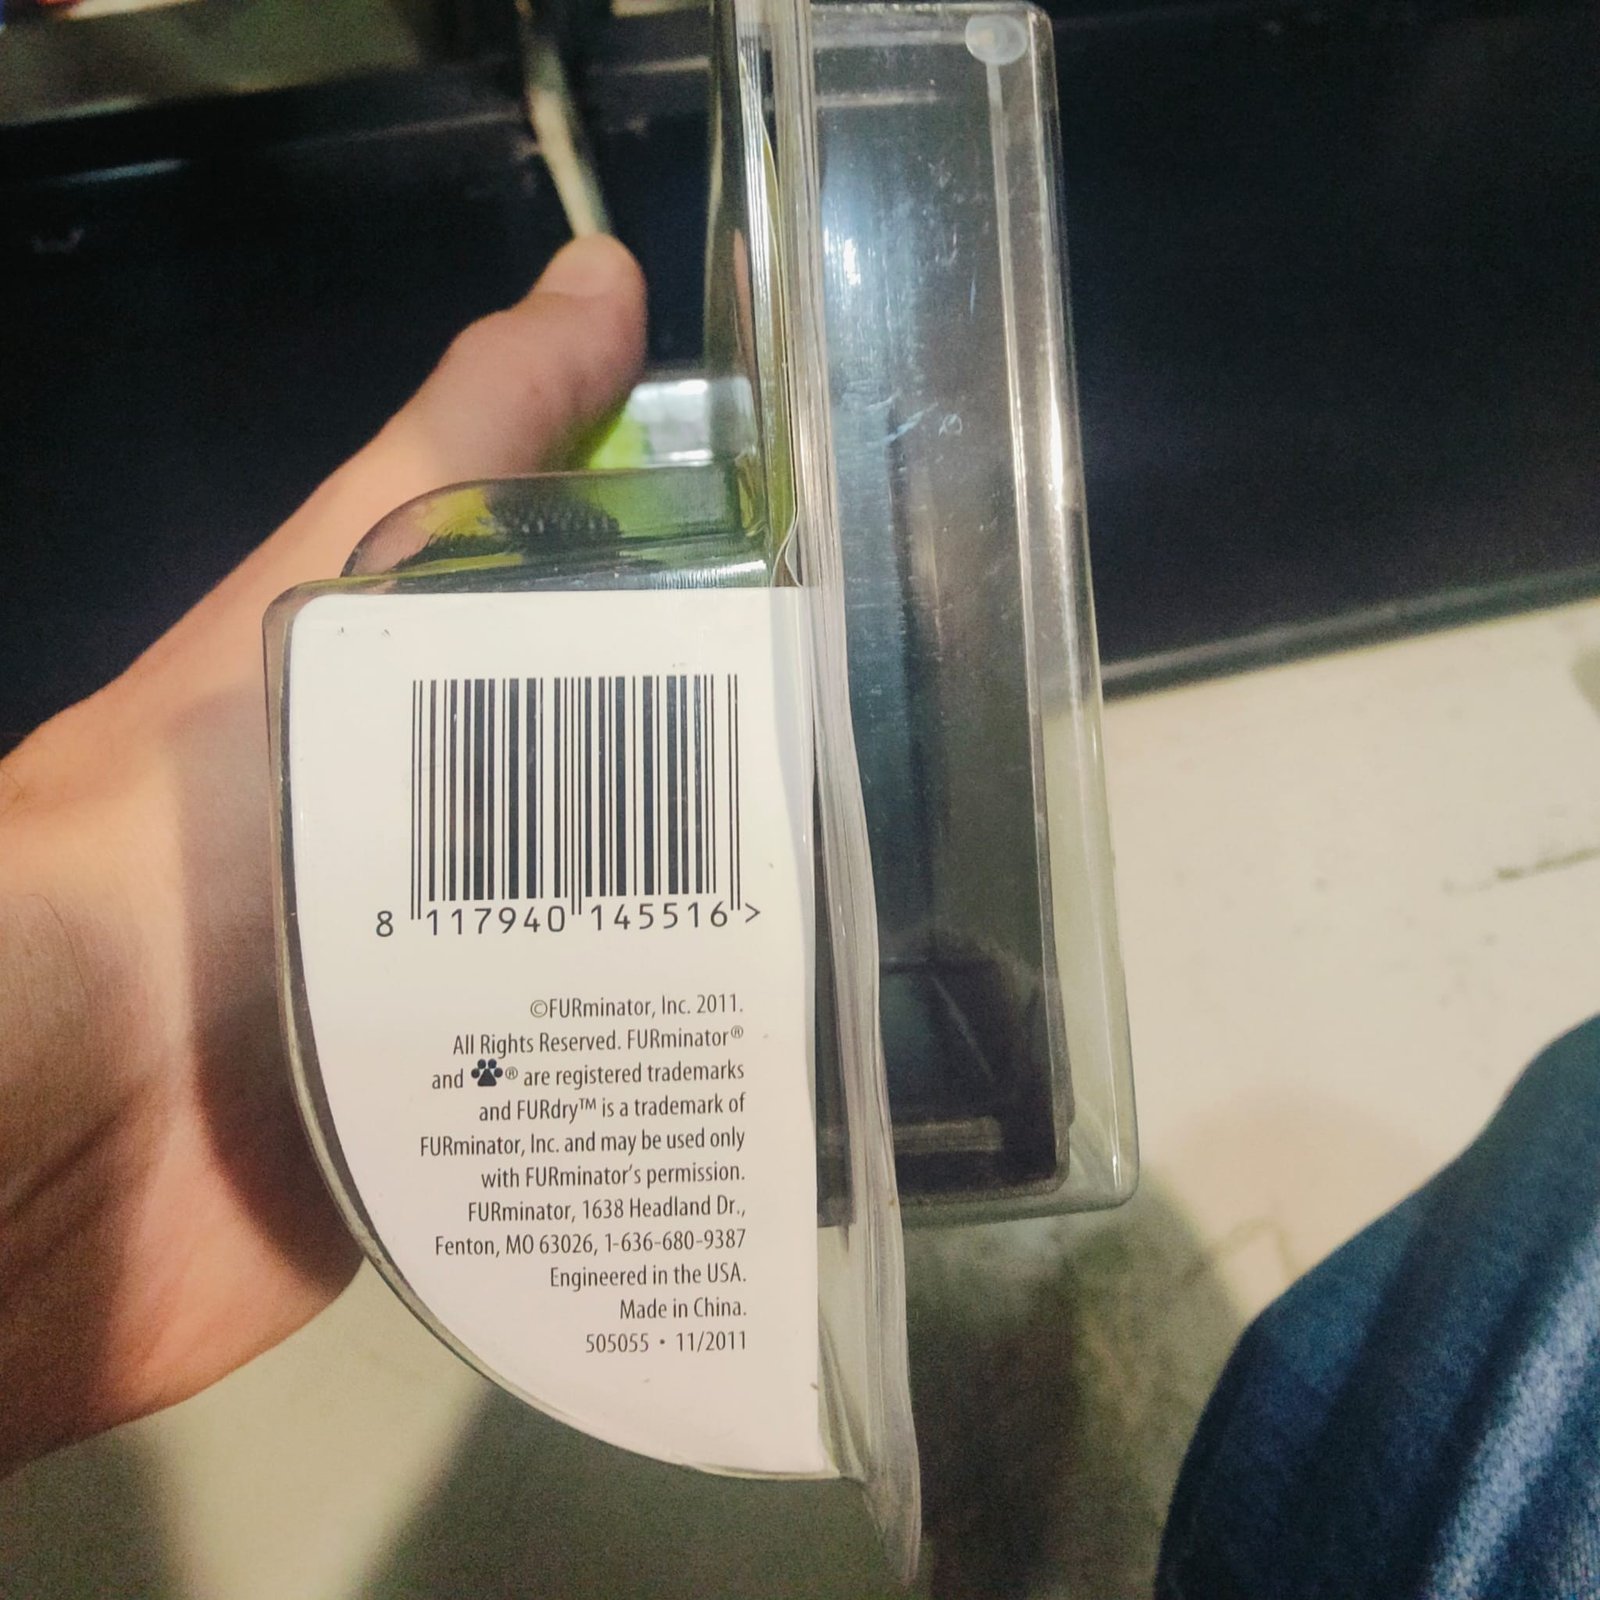 8 117940 145516 >
©FURminator, Inc. 2011.
All Rights Reserved. FURminator®
and ® are registered trademarks
and FURdry™ is a trademark of
FURminator, Inc. and may be used only
with FURminator's permission.
FURminator, 1638 Headland Dr.,
Fenton, MO 63026, 1-636-680-9387
Engineered in the USA.
Made in China.
505055 • 11/2011